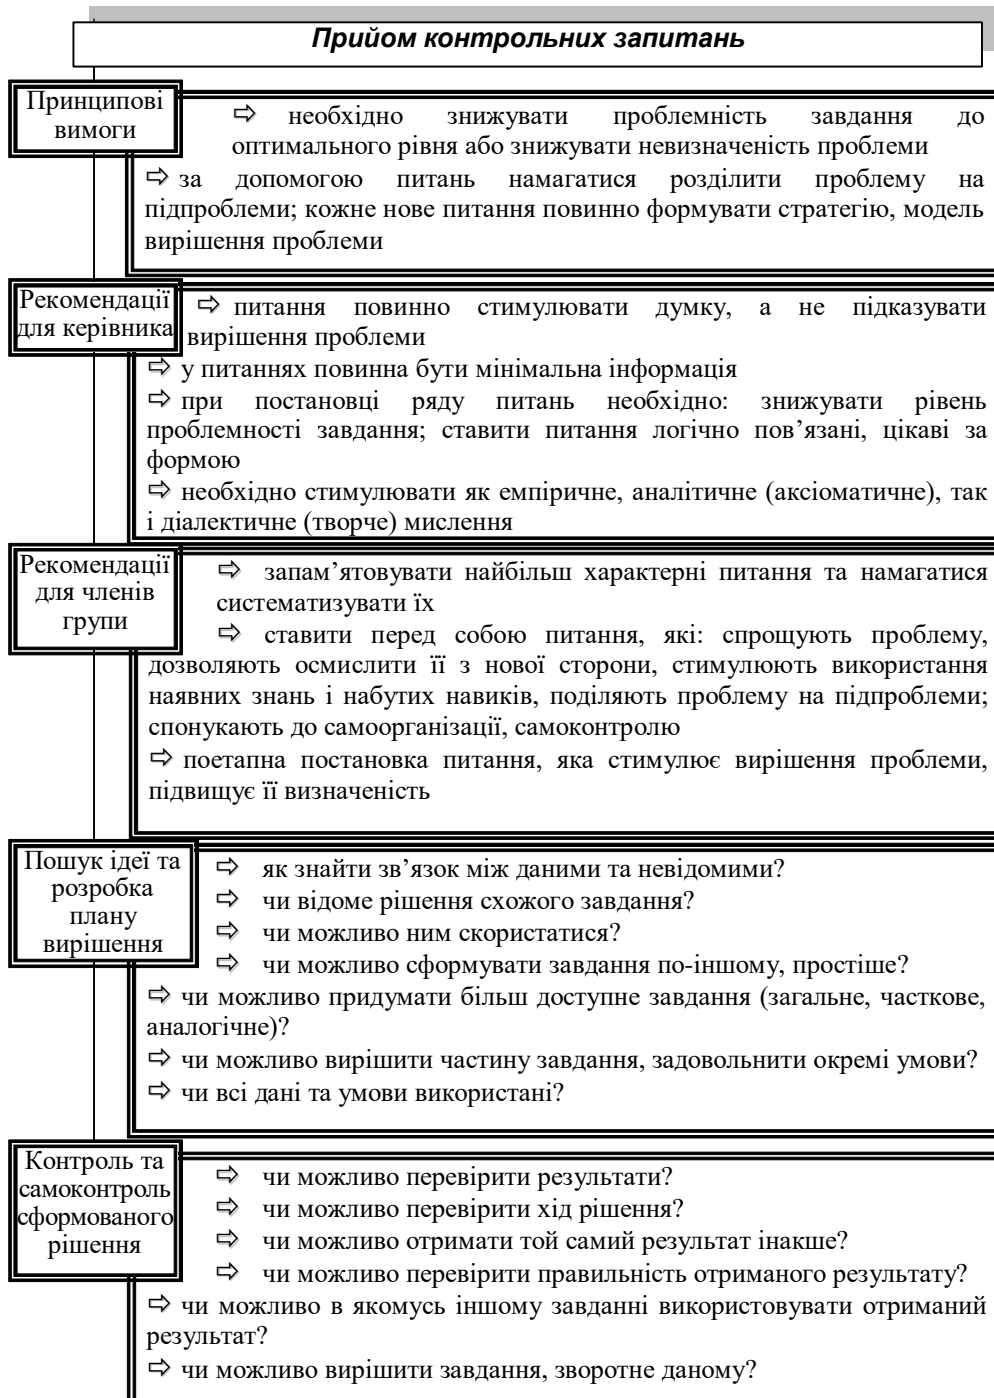 Прийом контрольних запитань
Принципові
вимоги
⇨ необхідно знижувати проблемність завдання до
оптимального рівня або знижувати невизначеність проблеми
⇨ за допомогою питань намагатися розділити проблему на
підпроблеми; кожне нове питання повинно формувати стратегію, модель
вирішення проблеми
Рекомендації
для керівника
⇨ питання повинно стимулювати думку, а не підказувати
вирішення проблеми
⇨ у питаннях повинна бути мінімальна інформація
⇨ при постановці ряду питань необхідно: знижувати рівень
проблемності завдання; ставити питання логічно пов’язані, цікаві за
формою
⇨ необхідно стимулювати як емпіричне, аналітичне (аксіоматичне), так
і діалектичне (творче) мислення
Рекомендації
для членів
групи
⇨ запам’ятовувати найбільш характерні питання та намагатися
систематизувати їх
⇨ ставити перед собою питання, які: спрощують проблему,
дозволяють осмислити її з нової сторони, стимулюють використання
наявних знань і набутих навиків, поділяють проблему на підпроблеми;
спонукають до самоорганізації, самоконтролю
⇨ поетапна постановка питання, яка стимулює вирішення проблеми,
підвищує її визначеність
Пошук ідеї та
розробка
плану
вирішення
⇨ як знайти зв’язок між даними та невідомими?
⇨ чи відоме рішення схожого завдання?
⇨ чи можливо ним скористатися?
⇨ чи можливо сформувати завдання по-іншому, простіше?
⇨ чи можливо придумати більш доступне завдання (загальне, часткове,
аналогічне)?
⇨ чи можливо вирішити частину завдання, задовольнити окремі умови?
⇨ чи всі дані та умови використані?
Контроль та
самоконтроль
сформованого
рішення
⇨ чи можливо перевірити результати?
⇨ чи можливо перевірити хід рішення?
⇨ чи можливо отримати той самий результат інакше?
⇨ чи можливо перевірити правильність отриманого результату?
⇨ чи можливо в якомусь іншому завданні використовувати отриманий
результат?
⇨ чи можливо вирішити завдання, зворотне даному?